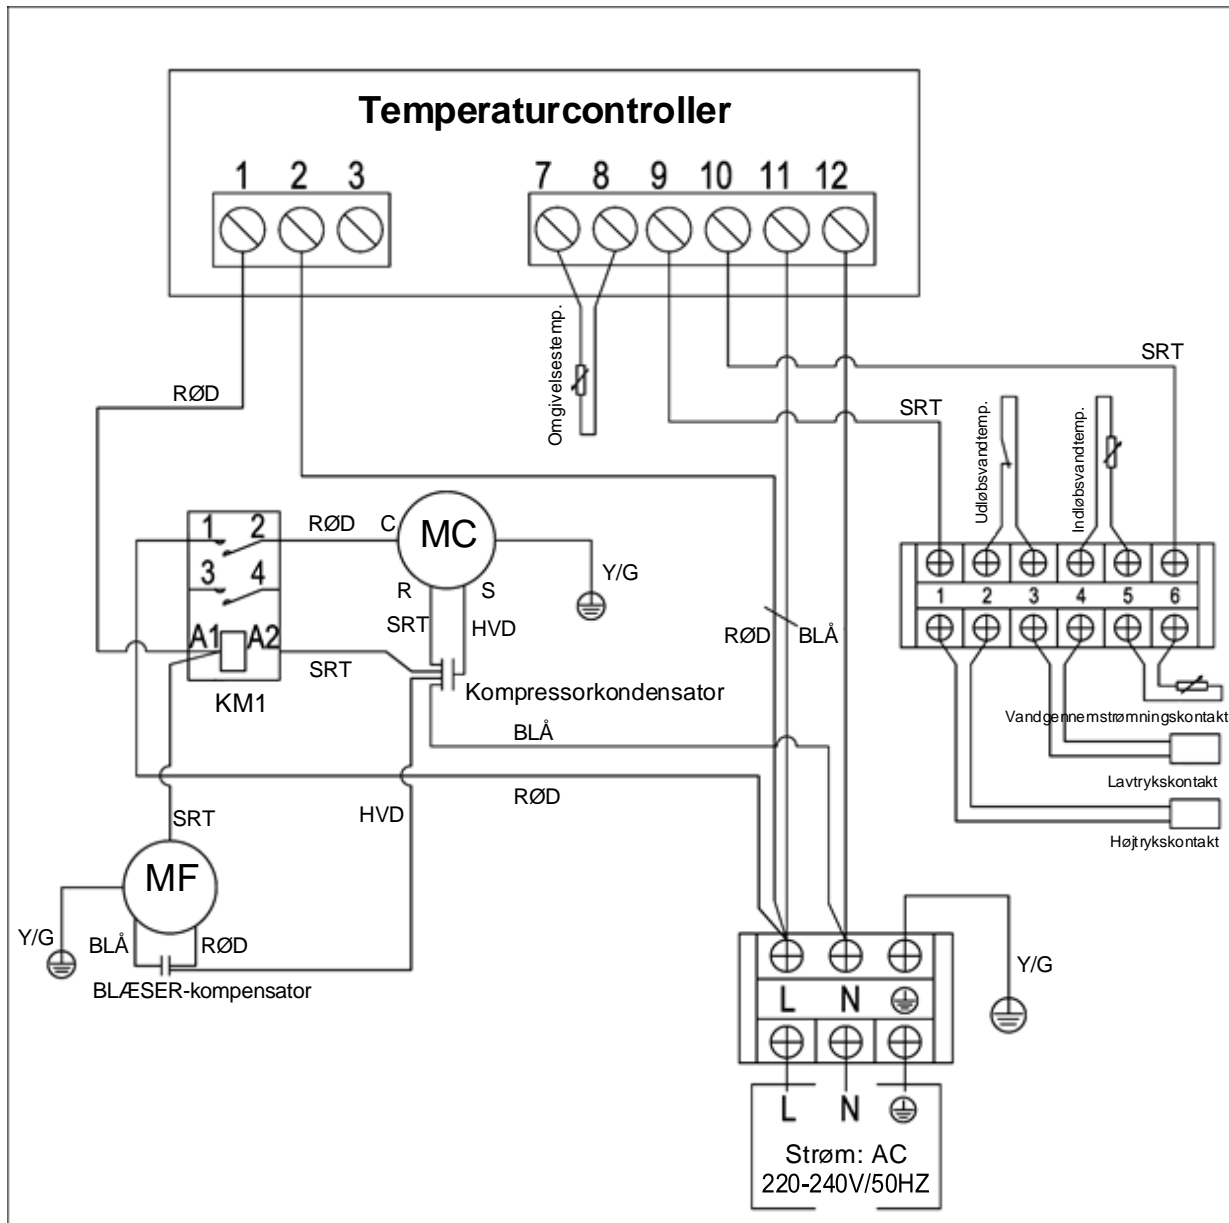 Temperaturcontroller
1 2 3 7 8 9 10 11 12
Omgivelsestemp.
SRT
RØD
SRT
Udløbsvandtemp.
Indløbsvandtemp.
1 2
RØD
C
MC
3 4
R
S
Y/G
1 2 3 4 5 6
SRT
HVD
RØD
BLÅ
A1 A2
SRT
KM1
Kompressorkondensator
Vandgennemstrømningskontakt
BLÅ
Lavtrykskontakt
RØD
SRT
HVD
Højtrykskontakt
MF
Y/G
BLÅ
RØD
Y/G
BLÆSER-kompensator
L N
L N
Strøm: AC
220-240V/50HZ